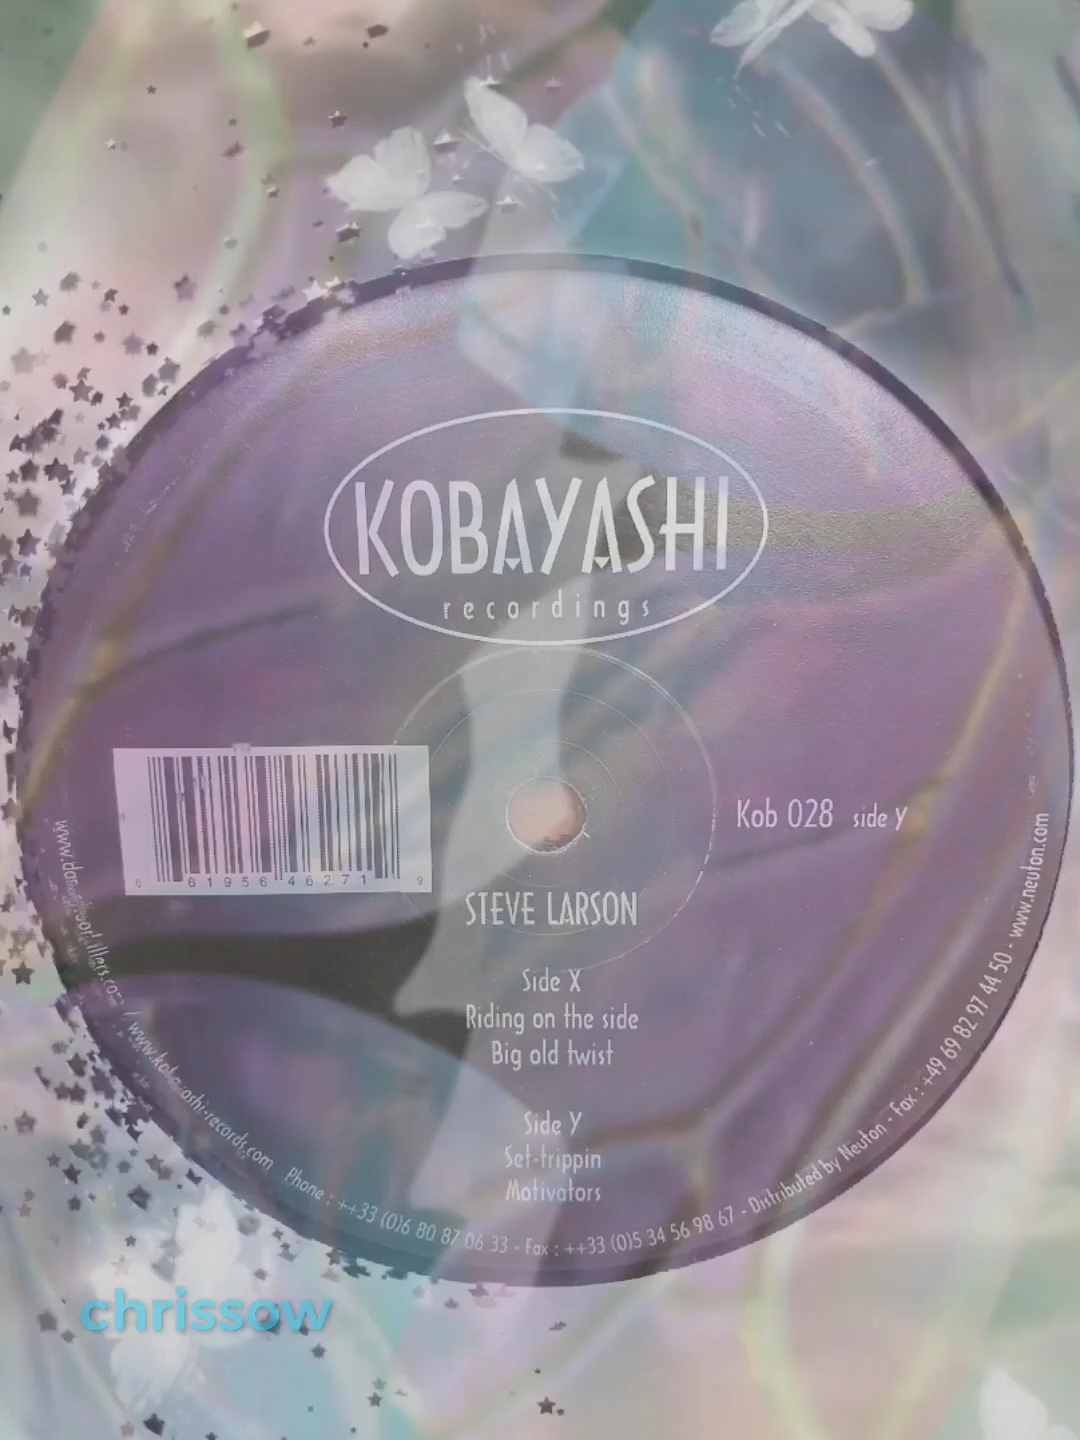 KOBAYASHI
recordings
6 61956 46271 9
Kob 028 side Y
STEVE LARSON
Side X
Riding on the side
Big old twist
Side Y
Set-trippin
Motivators
/ www.kobayashi-records.com Phone : ++33 (0)6 80 87 06 33 - Fax : ++33 (0)5 34 56 98 67 - Distributed by Neuton - Fax : +49 69 82 97 44 50 - www.neuton.com
chrissow